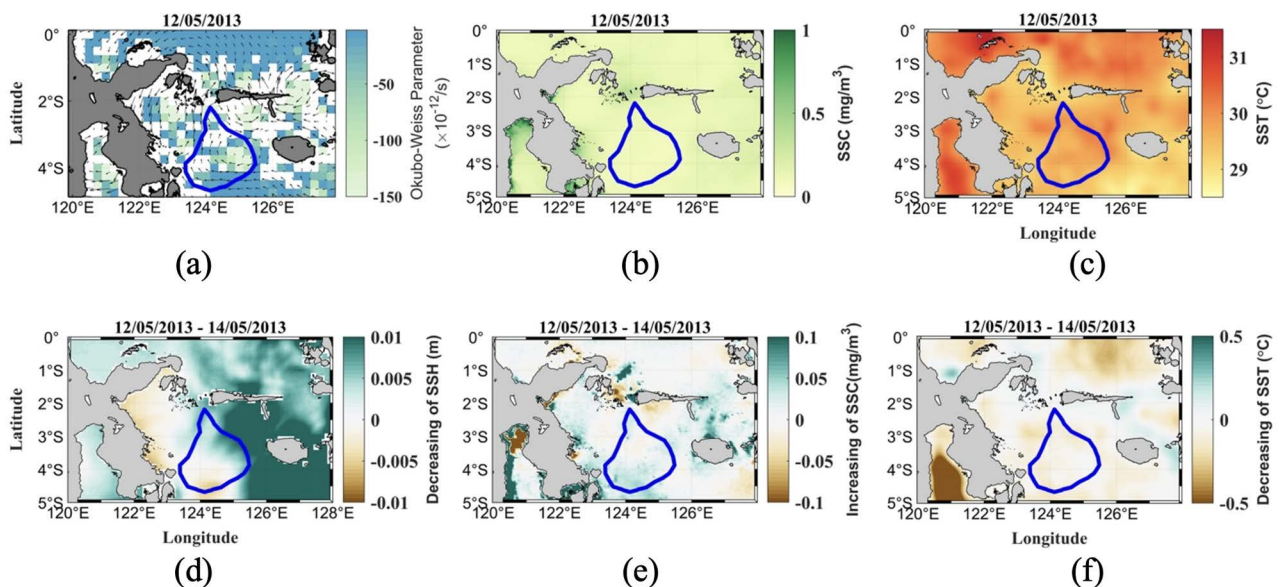 12/05/2013
12/05/2013
12/05/2013
0°
2°S
4°S
120°E
122°E
124°E
126°E
Latitude
-50
-100
-150
Okubo-Weiss Parameter
(×10⁻¹²/s)
0°
1°S
2°S
3°S
4°S
5°S
120°E
122°E
124°E
126°E
1
0.5
0
SSC (mg/m³)
0°
1°S
2°S
3°S
4°S
5°S
120°E
122°E
124°E
126°E
Longitude
31
30
29
SST (°C)
(a)
(b)
(c)
12/05/2013 - 14/05/2013
12/05/2013 - 14/05/2013
12/05/2013 - 14/05/2013
0°
1°S
2°S
3°S
4°S
5°S
120°E
122°E
124°E
126°E
128°E
Latitude
Longitude
0.01
0.005
0
-0.005
-0.01
Decreasing of SSH (m)
0°
1°S
2°S
3°S
4°S
5°S
120°E
122°E
124°E
126°E
Longitude
0.1
0.05
0
-0.05
-0.1
Increasing of SSC(mg/m³)
0°
1°S
2°S
3°S
4°S
5°S
120°E
122°E
124°E
126°E
Longitude
0.5
0
-0.5
Decreasing of SST (°C)
(d)
(e)
(f)